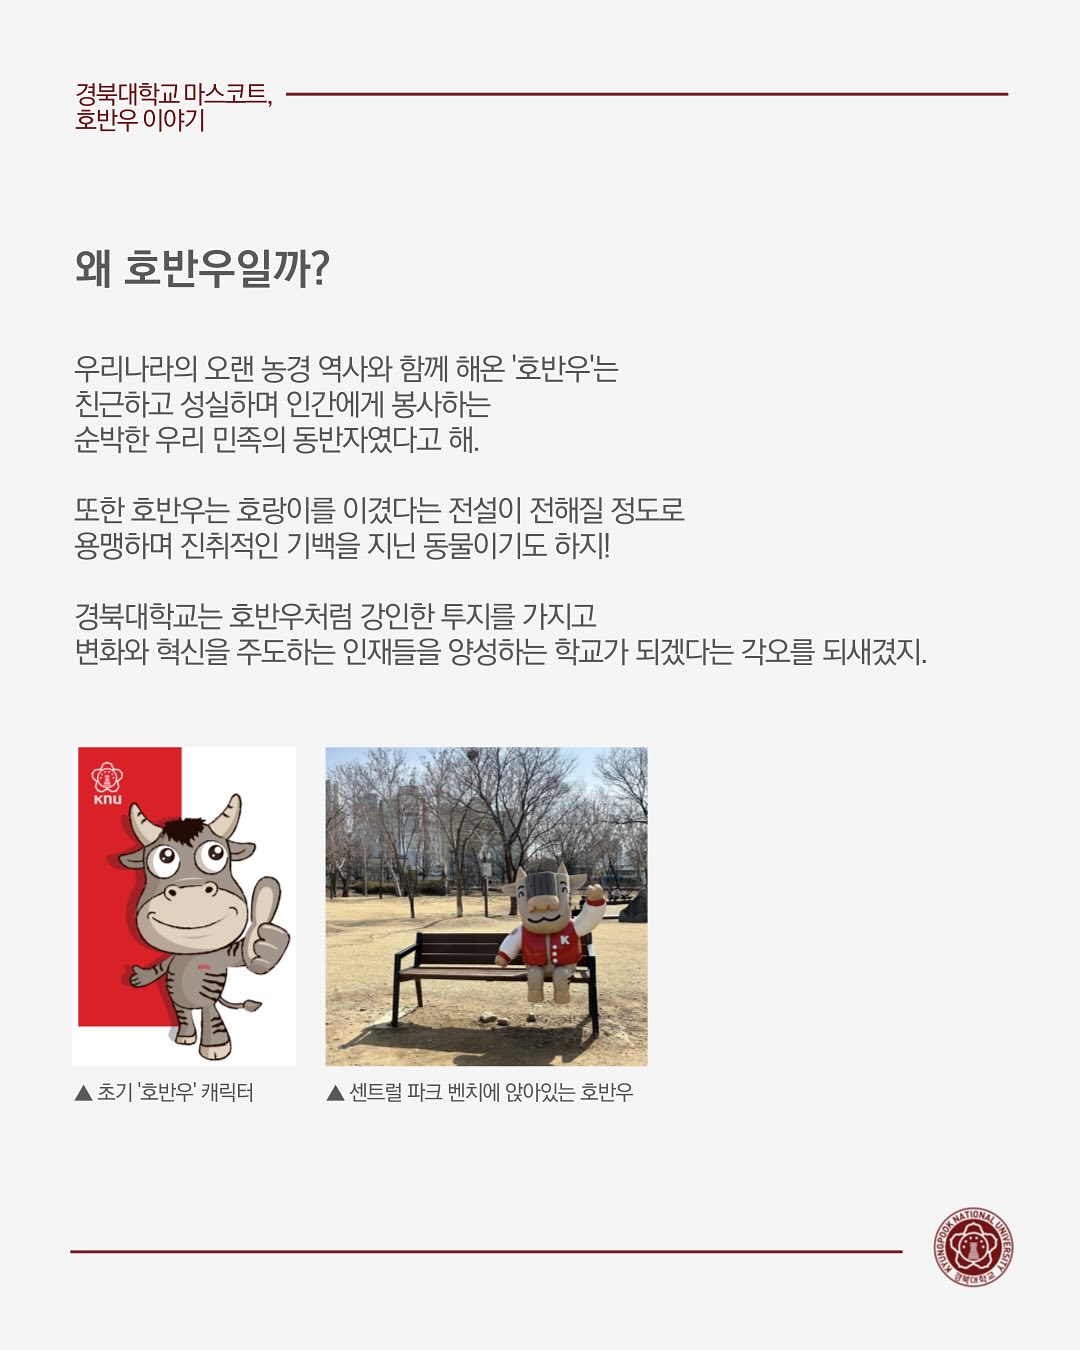 경북대학교 마스코트,
호반우 이야기
왜 호반우일까?
우리나라의 오랜 농경 역사와 함께 해온 '호반우'는
친근하고 성실하며 인간에게 봉사하는
순박한 우리 민족의 동반자였다고 해.
또한 호반우는 호랑이를 이겼다는 전설이 전해질 정도로
용맹하며 진취적인 기백을 지닌 동물이기도 하지!
경북대학교는 호반우처럼 강인한 투지를 가지고
변화와 혁신을 주도하는 인재들을 양성하는 학교가 되겠다는 각오를 되새겼지.
KNU
KNU
K
▲ 초기 '호반우' 캐릭터
▲ 센트럴 파크 벤치에 앉아있는 호반우
KYUNGPOOK NATIONAL UNIVERSITY
경북대학교